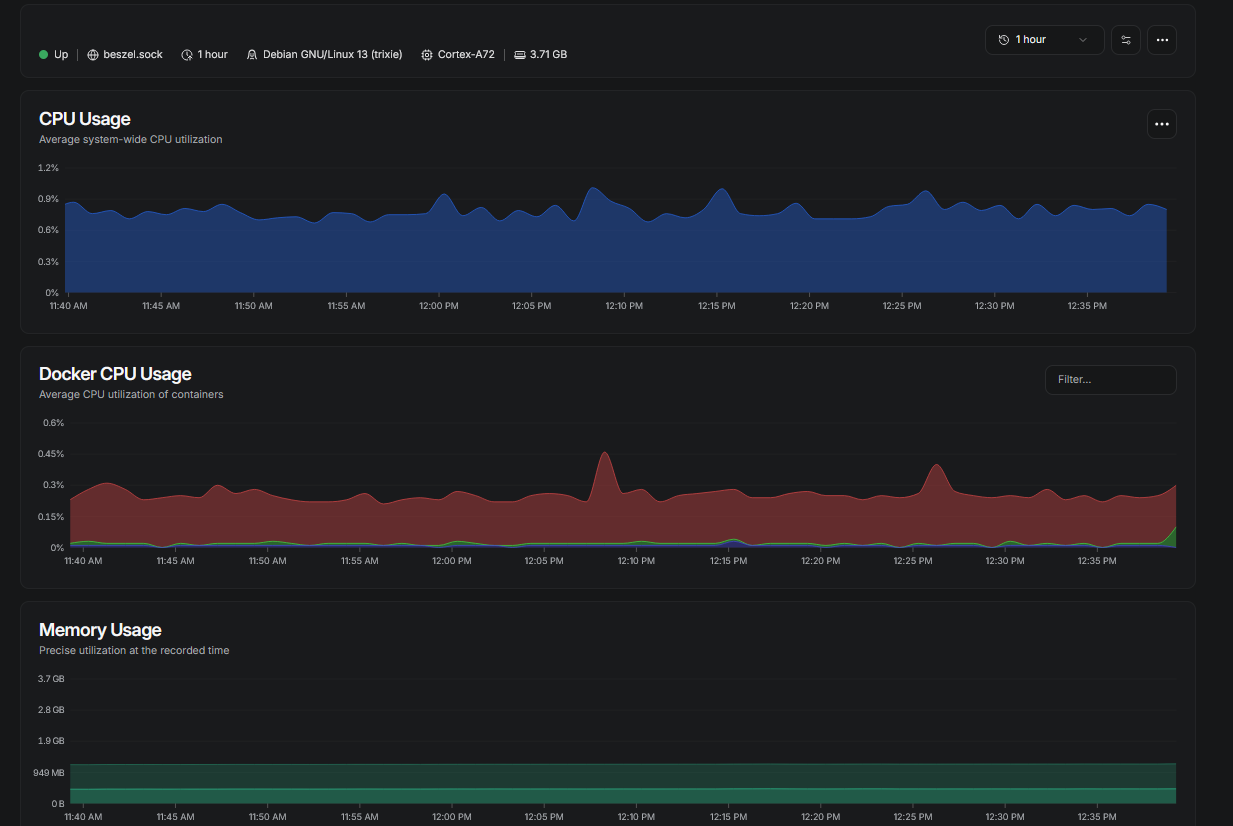 Up beszel.sock 1 hour Debian GNU/Linux 13 (trixie) Cortex-A72 3.71 GB 1 hour
CPU Usage
Average system-wide CPU utilization
1.2%
0.9%
0.6%
0.3%
0%
11:40 AM 11:45 AM 11:50 AM 11:55 AM 12:00 PM 12:05 PM 12:10 PM 12:15 PM 12:20 PM 12:25 PM 12:30 PM 12:35 PM
Docker CPU Usage
Average CPU utilization of containers
Filter...
0.6%
0.45%
0.3%
0.15%
0%
11:40 AM 11:45 AM 11:50 AM 11:55 AM 12:00 PM 12:05 PM 12:10 PM 12:15 PM 12:20 PM 12:25 PM 12:30 PM 12:35 PM
Memory Usage
Precise utilization at the recorded time
3.7 GB
2.8 GB
1.9 GB
949 MB
0 B
11:40 AM 11:45 AM 11:50 AM 11:55 AM 12:00 PM 12:05 PM 12:10 PM 12:15 PM 12:20 PM 12:25 PM 12:30 PM 12:35 PM